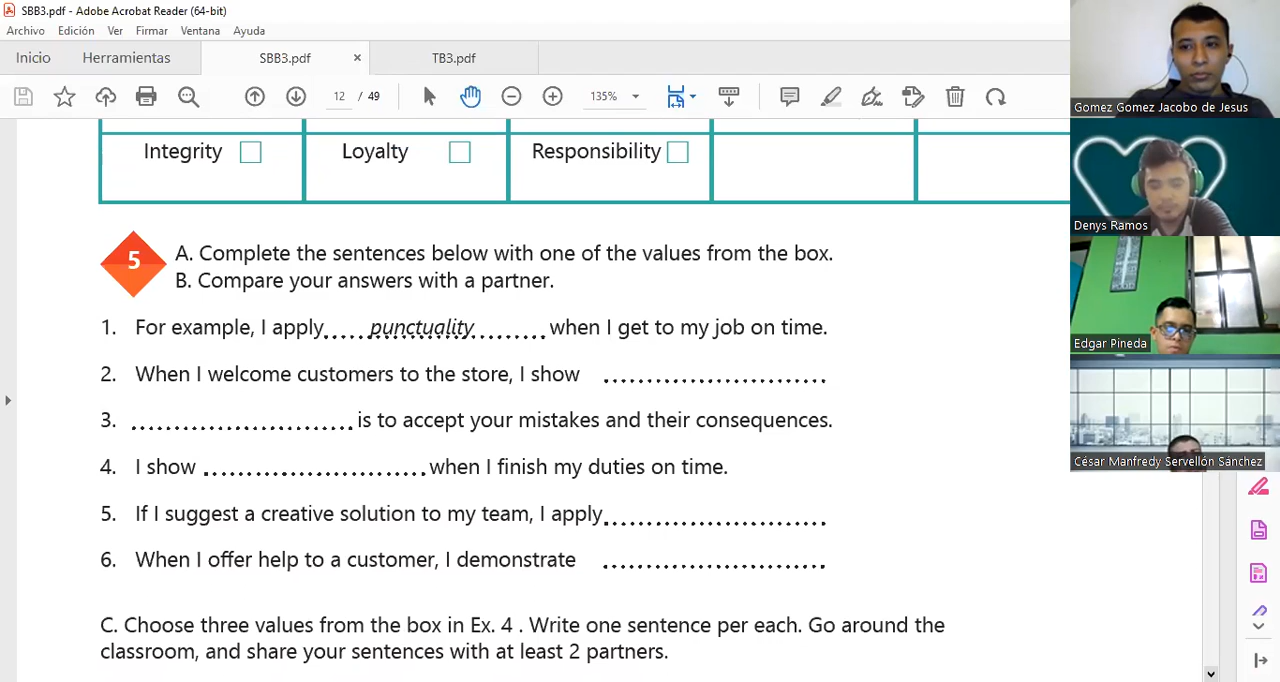 SBB3.pdf - Adobe Acrobat Reader (64-bit)
Archivo Edición Ver Firmar Ventana Ayuda
Inicio Herramientas SBB3.pdf × TB3.pdf
12 / 49 135%
Integrity Loyalty Responsibility
5
A. Complete the sentences below with one of the values from the box.
B. Compare your answers with a partner.
1. For example, I apply.....punctuality.........when I get to my job on time.
2. When I welcome customers to the store, I show ..........................
3. ..........................is to accept your mistakes and their consequences.
4. I show ..........................when I finish my duties on time.
5. If I suggest a creative solution to my team, I apply..........................
6. When I offer help to a customer, I demonstrate ..........................
C. Choose three values from the box in Ex. 4 . Write one sentence per each. Go around the
classroom, and share your sentences with at least 2 partners.
Gomez Gomez Jacobo de Jesus
Denys Ramos
Edgar Pineda
César Manfredy Servellón Sánchez